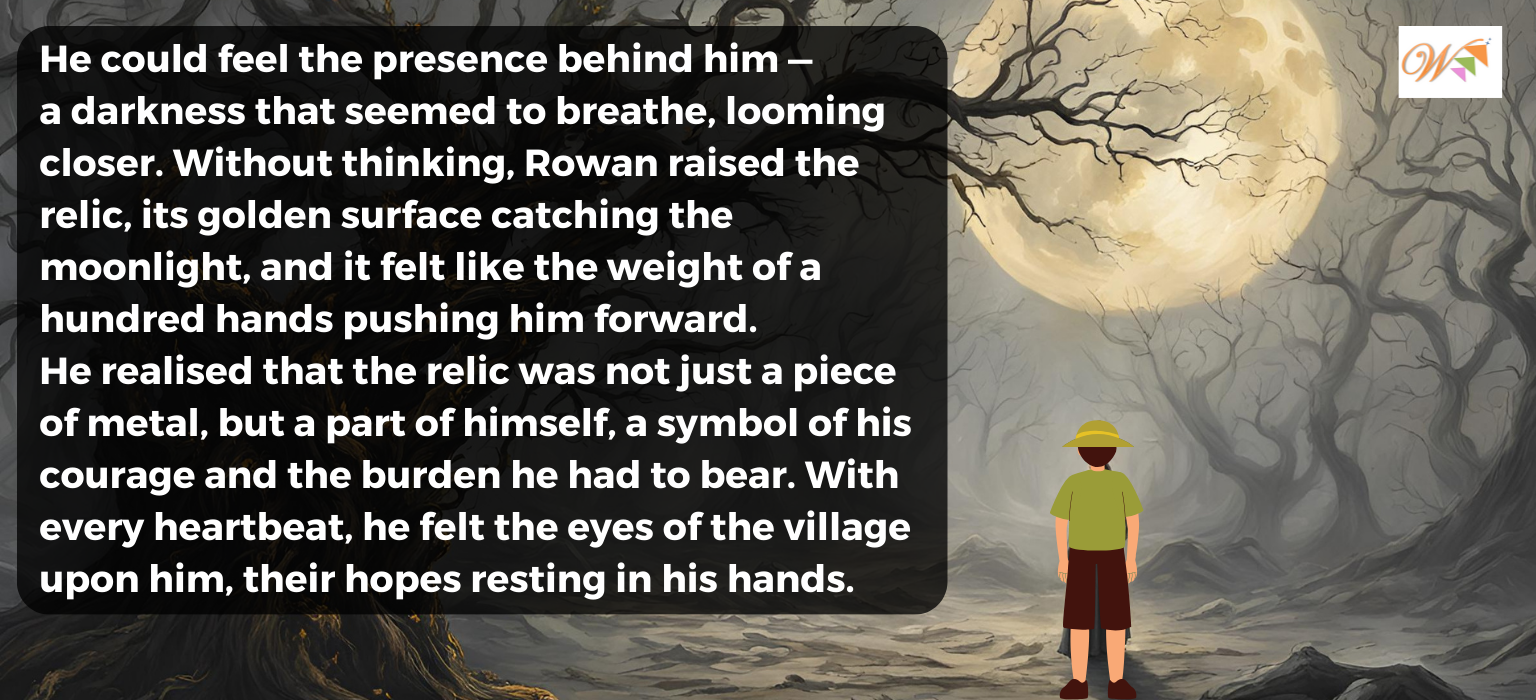 He could feel the presence behind him —
a darkness that seemed to breathe, looming
closer. Without thinking, Rowan raised the
relic, its golden surface catching the
moonlight, and it felt like the weight of a
hundred hands pushing him forward.
He realised that the relic was not just a piece
of metal, but a part of himself, a symbol of his
courage and the burden he had to bear. With
every heartbeat, he felt the eyes of the village
upon him, their hopes resting in his hands.
W